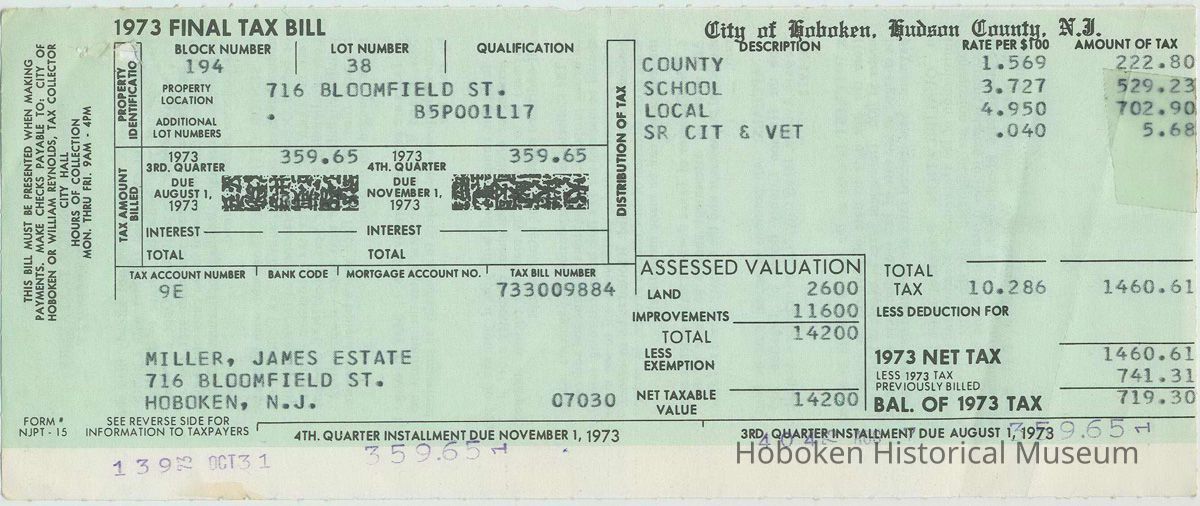 1973 FINAL TAX BILL
City of Hoboken, Hudson County, N.J.
THIS BILL MUST BE PRESENTED WHEN MAKING
PAYMENTS. MAKE CHECKS PAYABLE TO: CITY OF
HOBOKEN OR WILLIAM REYNOLDS, TAX COLLECTOR
CITY HALL
HOURS OF COLLECTION
MON. THRU FRI. 9AM - 4PM
PROPERTY
IDENTIFICATIO
BLOCK NUMBER LOT NUMBER QUALIFICATION
194 38
PROPERTY
LOCATION
716 BLOOMFIELD ST.
ADDITIONAL
LOT NUMBERS
. B5P001L17
TAX AMOUNT
BILLED
1973
3RD. QUARTER
359.65
1973
4TH. QUARTER
359.65
DUE
AUGUST 1,
1973
DUE
NOVEMBER 1,
1973
INTEREST INTEREST
TOTAL TOTAL
DISTRIBUTION OF TAX
DESCRIPTION RATE PER $100 AMOUNT OF TAX
COUNTY 1.569 222.80
SCHOOL 3.727 529.23
LOCAL 4.950 702.90
SR CIT & VET .040 5.68
TAX ACCOUNT NUMBER BANK CODE MORTGAGE ACCOUNT NO. TAX BILL NUMBER
9E 733009884
MILLER, JAMES ESTATE
716 BLOOMFIELD ST.
HOBOKEN, N.J. 07030
ASSESSED VALUATION
LAND 2600
IMPROVEMENTS 11600
TOTAL 14200
LESS
EXEMPTION
NET TAXABLE
VALUE
14200
TOTAL
TAX
10.286 1460.61
LESS DEDUCTION FOR
1973 NET TAX 1460.61
LESS 1973 TAX
PREVIOUSLY BILLED
741.31
BAL. OF 1973 TAX 719.30
FORM #
NJPT - 15
SEE REVERSE SIDE FOR
INFORMATION TO TAXPAYERS
4TH. QUARTER INSTALLMENT DUE NOVEMBER 1, 1973
3RD. QUARTER INSTALLMENT DUE AUGUST 1, 1973
139 OCT31 359.65
359.65
Hoboken Historical Museum